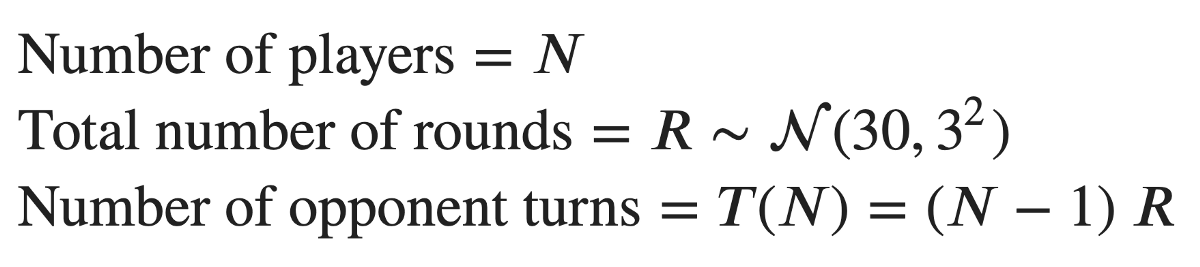 Number of players = N
Total number of rounds = R ∼ 𝒩(30, 3²)
Number of opponent turns = T(N) = (N − 1) R